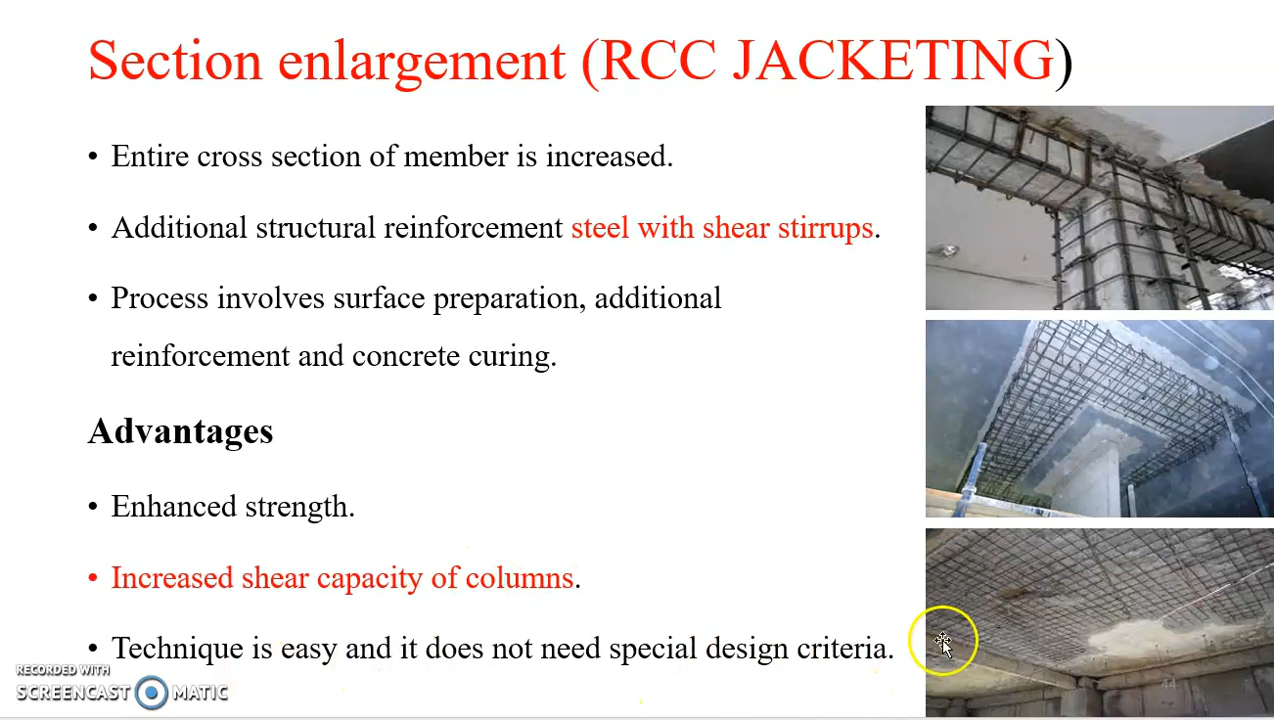 Section enlargement (RCC JACKETING)
• Entire cross section of member is increased.
• Additional structural reinforcement steel with shear stirrups.
• Process involves surface preparation, additional
reinforcement and concrete curing.
Advantages
• Enhanced strength.
• Increased shear capacity of columns.
• Technique is easy and it does not need special design criteria.
RECORDED WITH
SCREENCAST MATIC
44